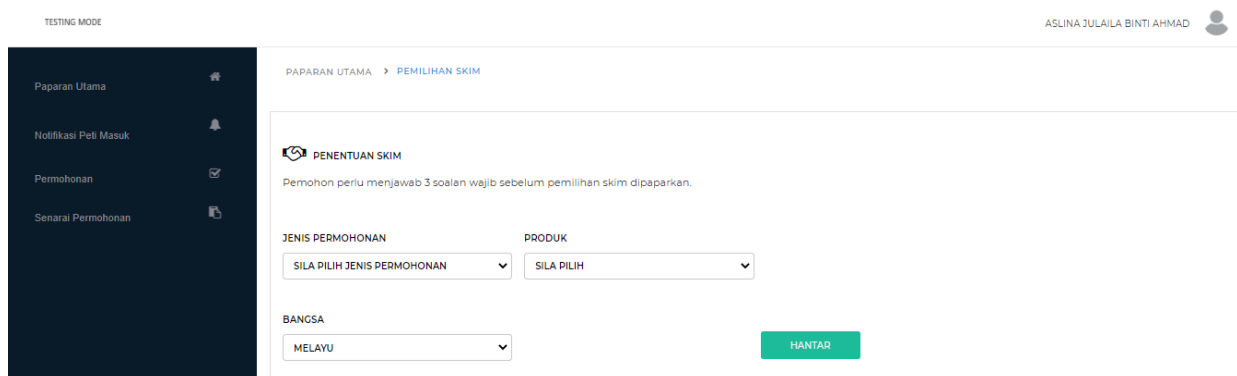 TESTING MODE
ASLINA JULAILA BINTI AHMAD
Paparan Utama
Notifikasi Peti Masuk
Permohonan
Senarai Permohonan
PAPARAN UTAMA > PEMILIHAN SKIM
PENENTUAN SKIM
Pemohon perlu menjawab 3 soalan wajib sebelum pemilihan skim dipaparkan.
JENIS PERMOHONAN PRODUK
SILA PILIH JENIS PERMOHONAN SILA PILIH
BANGSA
MELAYU HANTAR